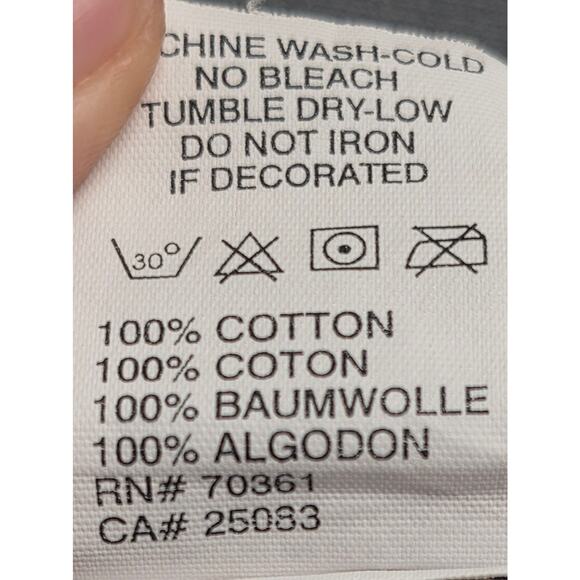 CHINE WASH-COLD
NO BLEACH
TUMBLE DRY-LOW
DO NOT IRON
IF DECORATED
30°
100% COTTON
100% COTON
100% BAUMWOLLE
100% ALGODON
RN# 70361
CA# 25083